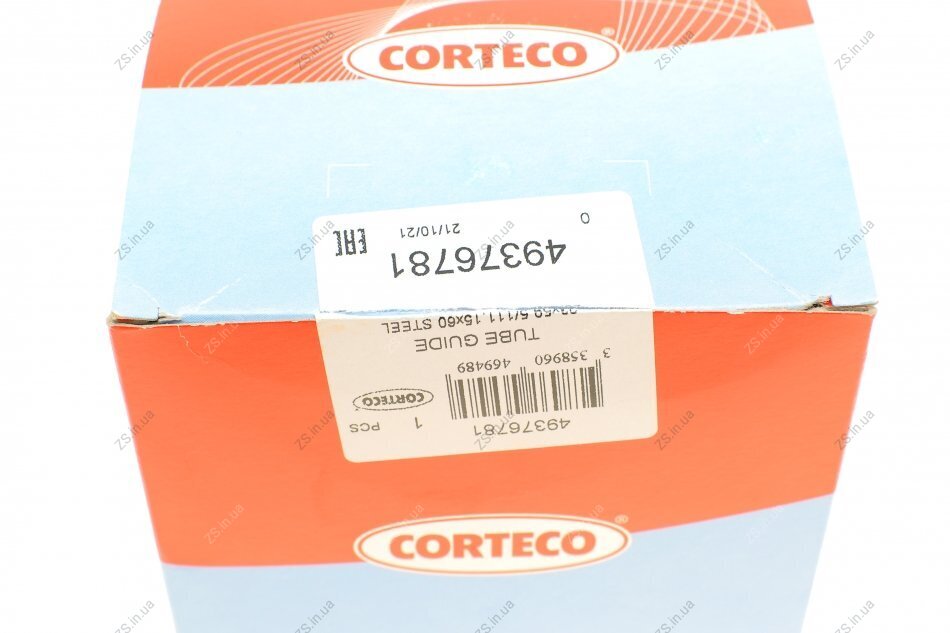 CORTECO®
49376781
1 PCS
3 358960 469489
CORTECO
TUBE GUIDE
5/111.15x60 STEEL
49376781
0
21/10/21
EAC
CORTECO®
ZS.in.ua